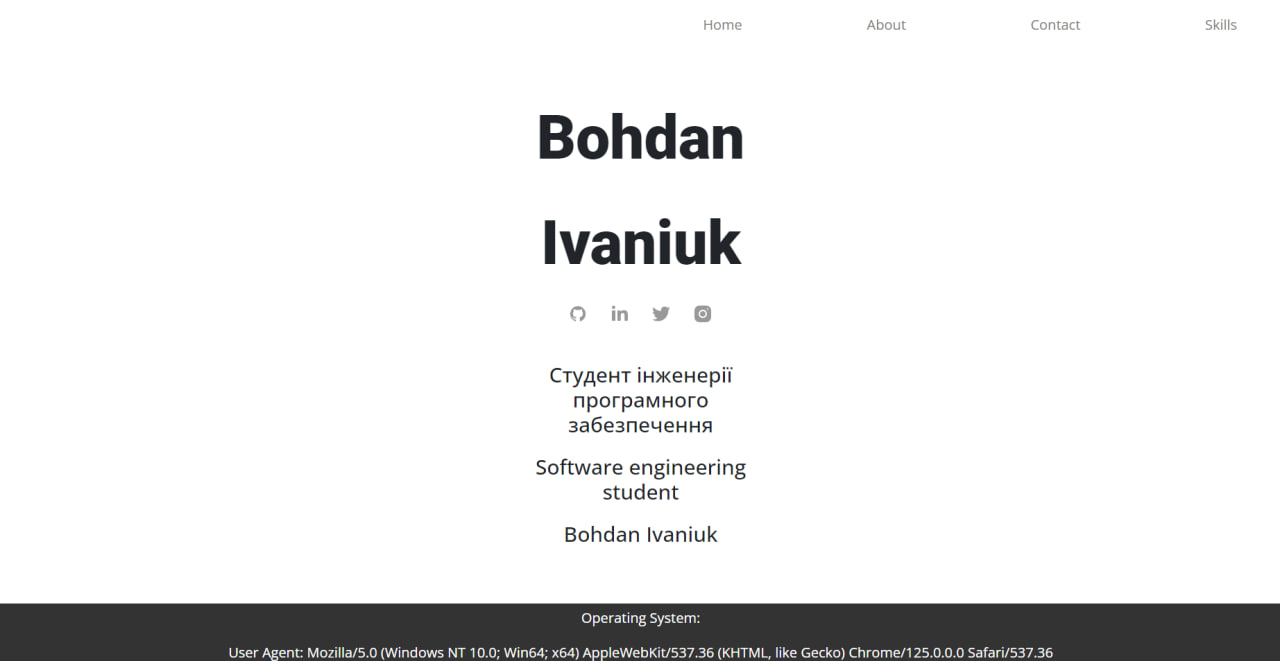 Home About Contact Skills
Bohdan
Ivaniuk
Студент інженерії
програмного
забезпечення
Software engineering
student
Bohdan Ivaniuk
Operating System:
User Agent: Mozilla/5.0 (Windows NT 10.0; Win64; x64) AppleWebKit/537.36 (KHTML, like Gecko) Chrome/125.0.0.0 Safari/537.36